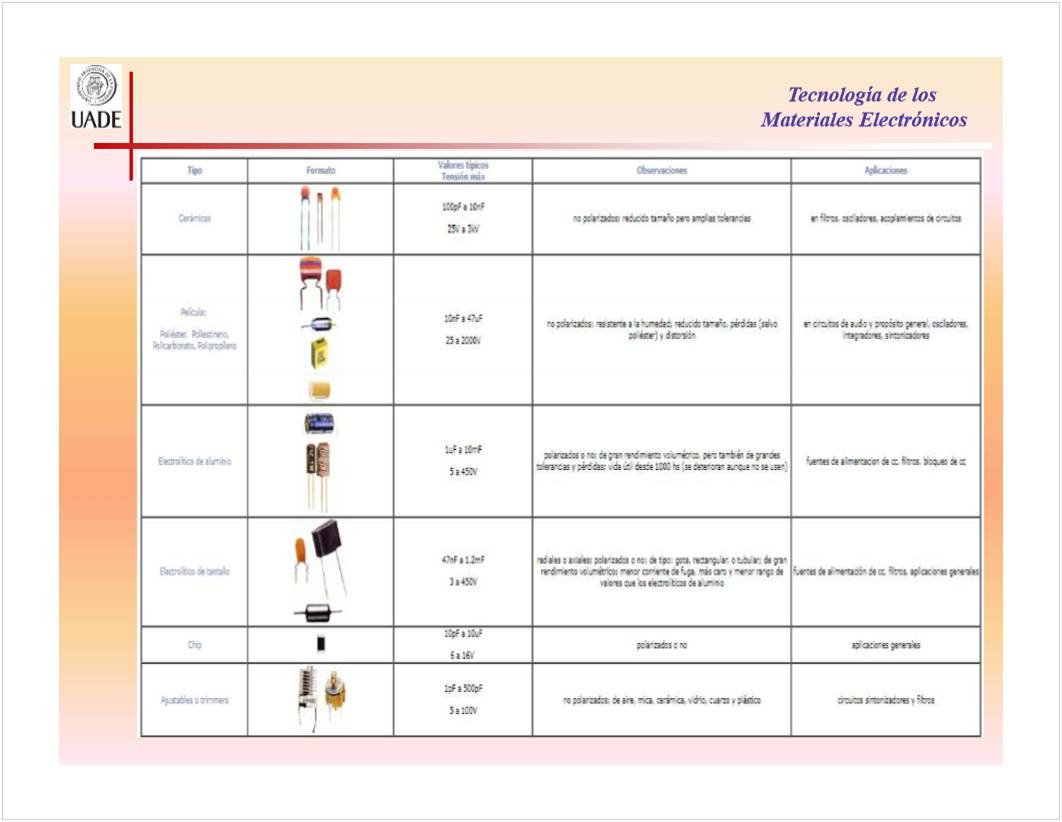 UADE
Tecnología de los
Materiales Electrónicos
Tipo
Formato
Valores típicos
Tensión máx
Observaciones
Aplicaciones
Cerámicos
100pF a 10nF
25V a 3kV
no polarizados: reducido tamaño pero amplias tolerancias
en filtros, osciladores, acoplamientos de circuitos
Película:
Poliéster, Poliestireno,
Policarbonato, Polipropileno
10nF a 47uF
25 a 2000V
no polarizados: resistente a la humedad; reducido tamaño, pérdidas (salvo
poliéster) y distorsión
en circuitos de audio y propósito general, osciladores,
integradores, sintonizadores
Electrolítico de aluminio
1uF a 10mF
5 a 450V
polarizados o no: de gran rendimiento volumétrico, pero también de grandes
tolerancias y pérdidas; vida útil desde 1000 hs (se deterioran aunque no se usen)
fuentes de alimentacion de cc, filtros, bloqueo de cc
Electrolítico de tantalio
47nF a 1.2mF
3 a 450V
radiales o axiales; polarizados o no: de tipo: gota, rectangular, o tubular; de gran
rendimiento volumétrico; menor corriente de fuga, más caro y menor rango de
valores que los electrolíticos de aluminio
fuentes de alimentación de cc, filtros, aplicaciones generales
Chip
10pF a 10uF
6 a 16V
polarizados o no
aplicaciones generales
Ajustables o trimmers
1pF a 500pF
5 a 100V
no polarizados: de aire, mica, cerámica, vidrio, cuarzo y plástico
circuitos sintonizadores y filtros